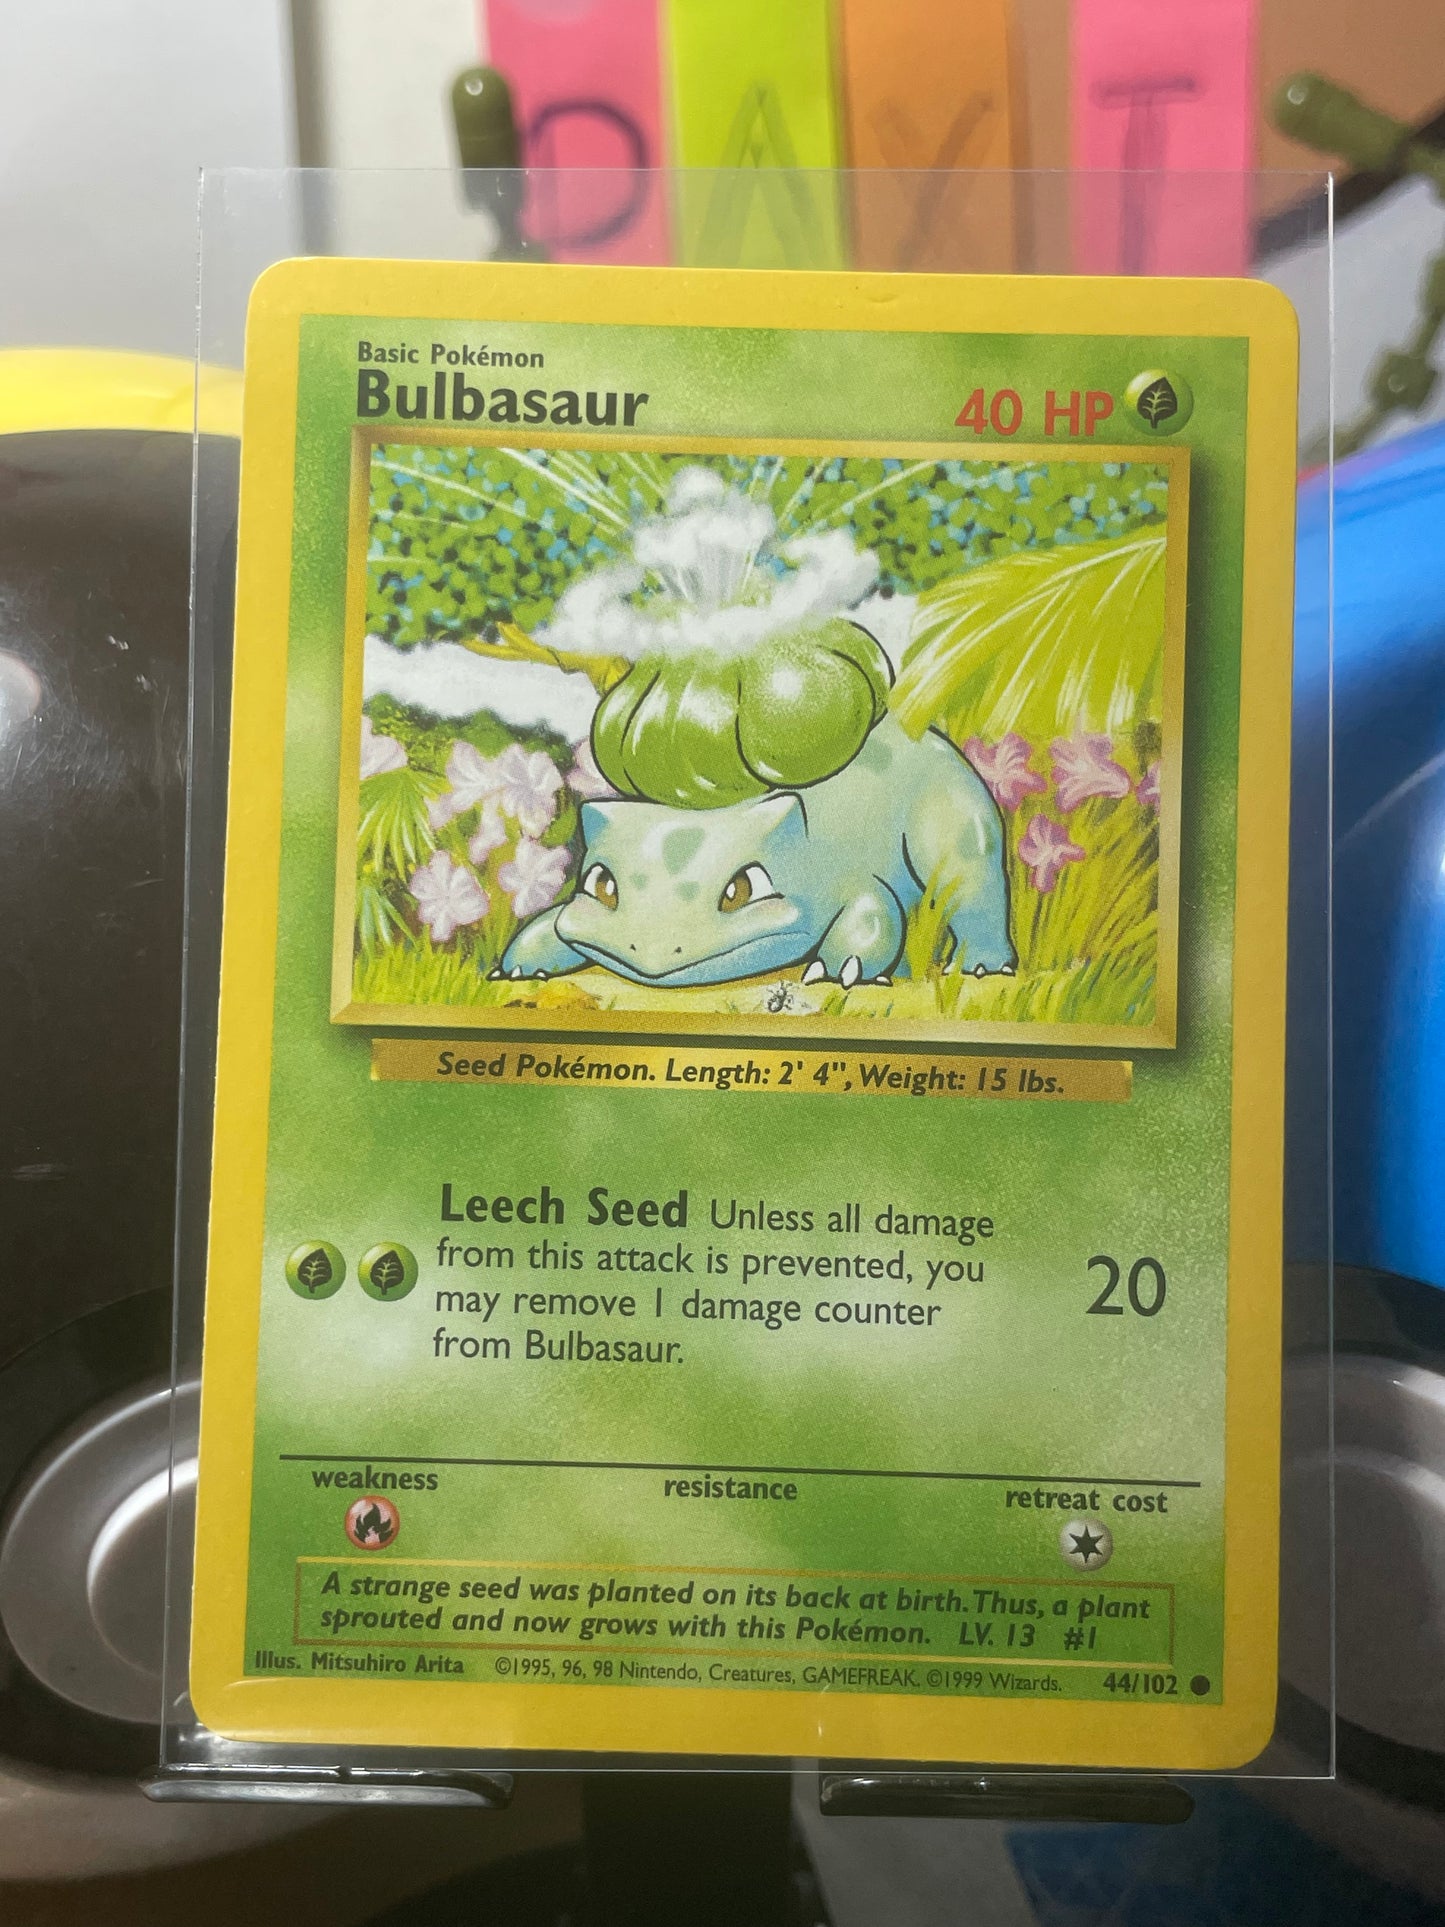 DAXT
Basic Pokémon
Bulbasaur
40 HP
Seed Pokémon. Length: 2' 4", Weight: 15 lbs.
Leech Seed Unless all damage
from this attack is prevented, you
may remove 1 damage counter
from Bulbasaur.
20
weakness
resistance
retreat cost
A strange seed was planted on its back at birth. Thus, a plant
sprouted and now grows with this Pokémon. LV. 13 #1
Illus. Mitsuhiro Arita ©1995, 96, 98 Nintendo, Creatures, GAMEFREAK. ©1999 Wizards. 44/102